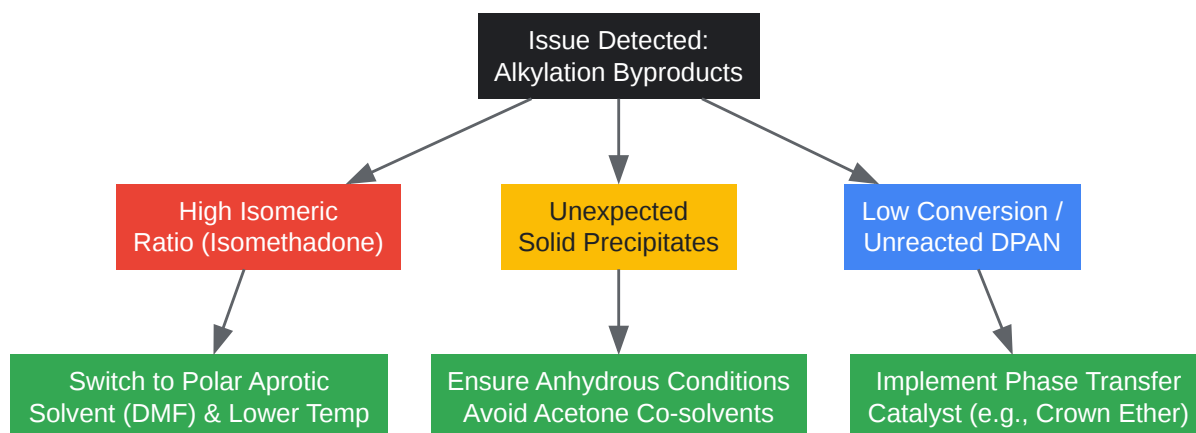 Issue Detected:
Alkylation Byproducts
High Isomeric
Ratio (Isomethadone)
Unexpected
Solid Precipitates
Low Conversion /
Unreacted DPAN
Switch to Polar Aprotic
Solvent (DMF) & Lower Temp
Ensure Anhydrous Conditions
Avoid Acetone Co-solvents
Implement Phase Transfer
Catalyst (e.g., Crown Ether)